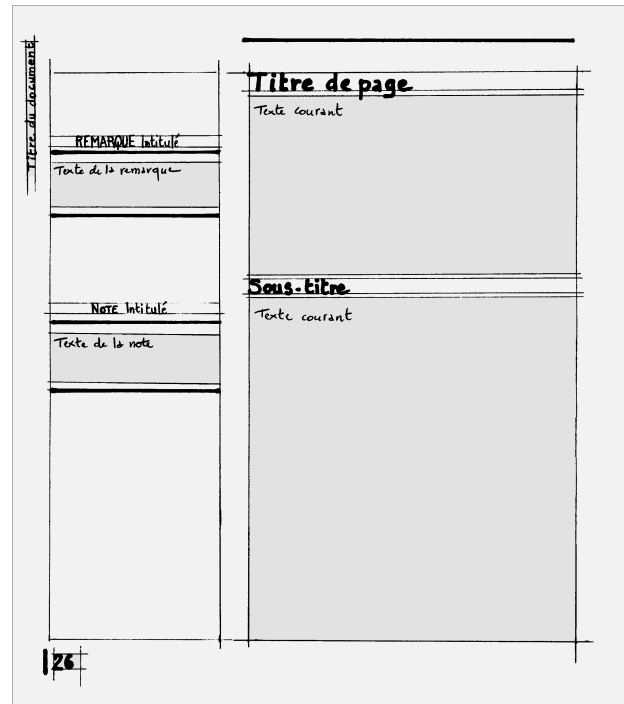 Titre du document
REMARQUE Intitulé
Texte de la remarque
NOTE Intitulé
Texte de la note
Titre de page
Texte courant
Sous-titre
Texte courant
26